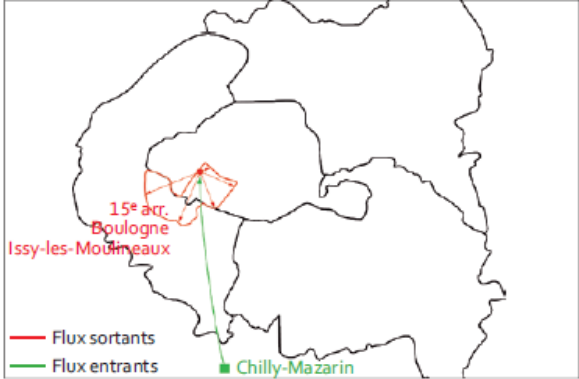 15e arr.
Boulogne
Issy-les-Moulineaux
Flux sortants
Flux entrants
Chilly-Mazarin